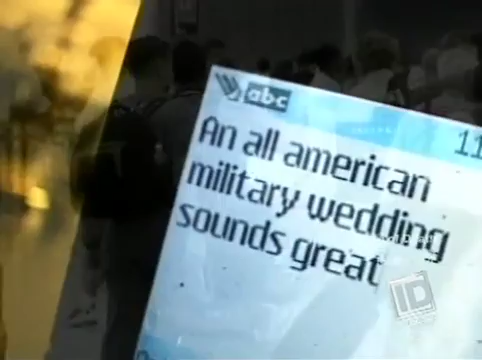 abc
11
An all american
military wedding
sounds great
ID